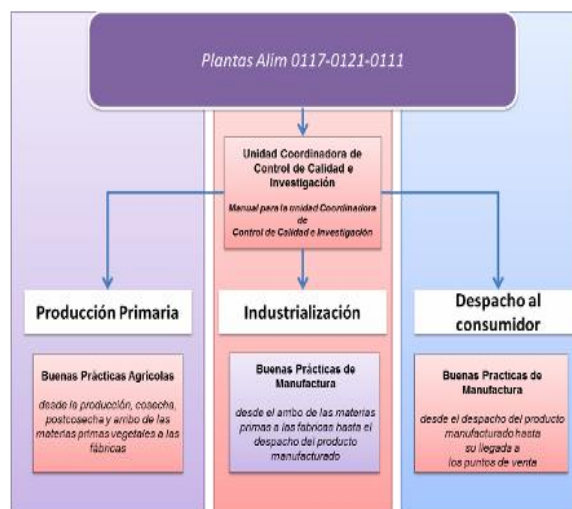 Plantas Alim 0117-0121-0111
Unidad Coordinadora de
Control de Calidad e
Investigación
Manual para la unidad Coordinadora
de
Control de Calidad e Investigación
Producción Primaria
Industrialización
Despacho al
consumidor
Buenas Prácticas Agrícolas
desde la producción, cosecha,
postcosecha y arribo de las
materias primas vegetales a las
fábricas
Buenas Prácticas de
Manufactura
desde el arribo de las materias
primas a las fabricas hasta el
despacho del producto
manufacturado
Buenas Practicas de
Manufactura
desde el despacho del producto
manufacturado hasta
su llegada a
los puntos de venta